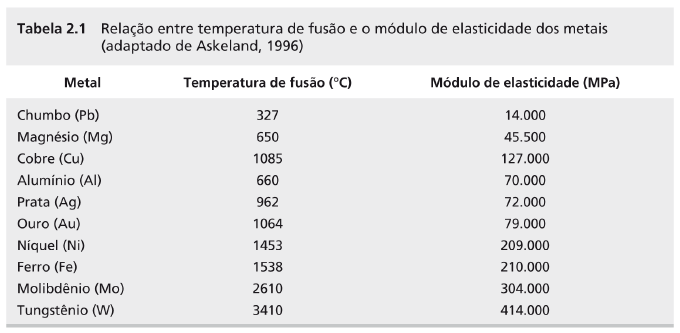 Tabela 2.1 Relação entre temperatura de fusão e o módulo de elasticidade dos metais
(adaptado de Askeland, 1996)
Metal Temperatura de fusão (°C) Módulo de elasticidade (MPa)
Chumbo (Pb) 327 14.000
Magnésio (Mg) 650 45.500
Cobre (Cu) 1085 127.000
Alumínio (Al) 660 70.000
Prata (Ag) 962 72.000
Ouro (Au) 1064 79.000
Níquel (Ni) 1453 209.000
Ferro (Fe) 1538 210.000
Molibdênio (Mo) 2610 304.000
Tungstênio (W) 3410 414.000